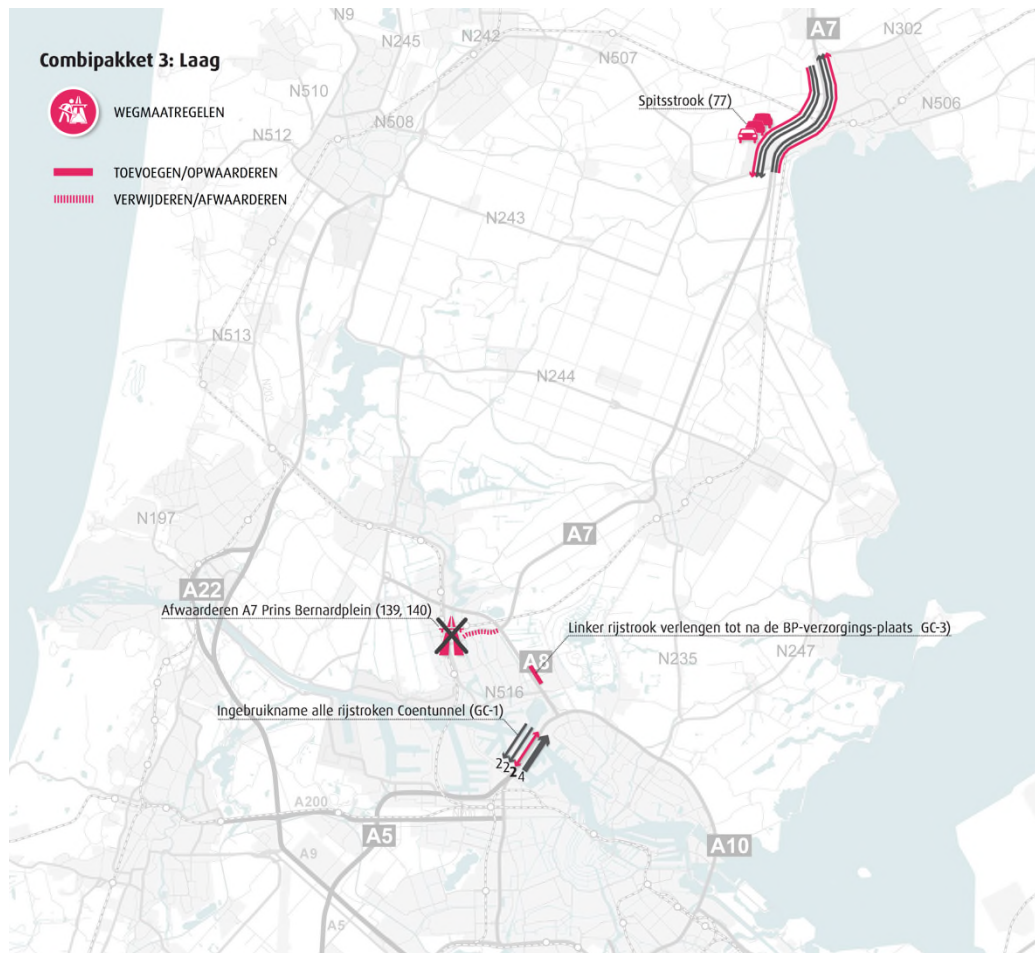 Combipakket 3: Laag
WEGMAATREGELEN
TOEVOEGEN/OPWAARDEREN
VERWIJDEREN/AFWAARDEREN
N9
N245
N242
A7
N302
N507
Spitsstrook (77)
N510
N506
N512
N508
N243
N513
N203
N244
N197
A7
A22
Afwaarderen A7 Prins Bernardplein (139, 140)
Linker rijstrook verlengen tot na de BP-verzorgings-plaats GC-3)
A8
N235
N247
N516
Ingebruikname alle rijstroken Coentunnel (GC-1)
2 2 2 4
A200
A5
A10
A9
A5